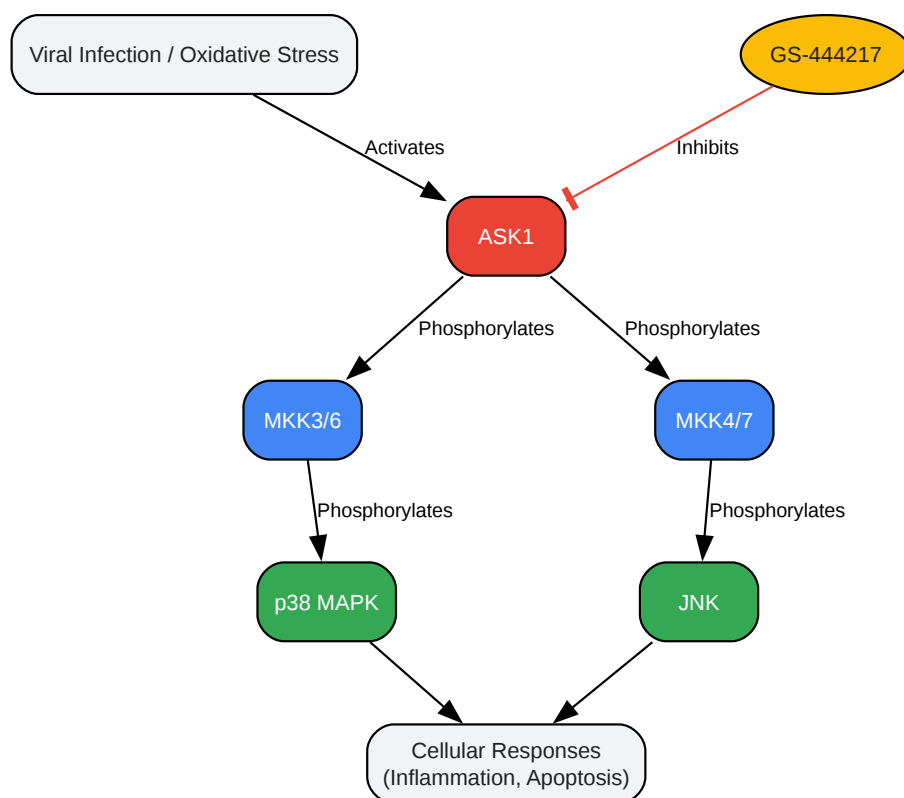 Viral Infection / Oxidative Stress
GS-444217
Activates
Inhibits
ASK1
Phosphorylates
Phosphorylates
MKK3/6
MKK4/7
Phosphorylates
Phosphorylates
p38 MAPK
JNK
Cellular Responses
(Inflammation, Apoptosis)